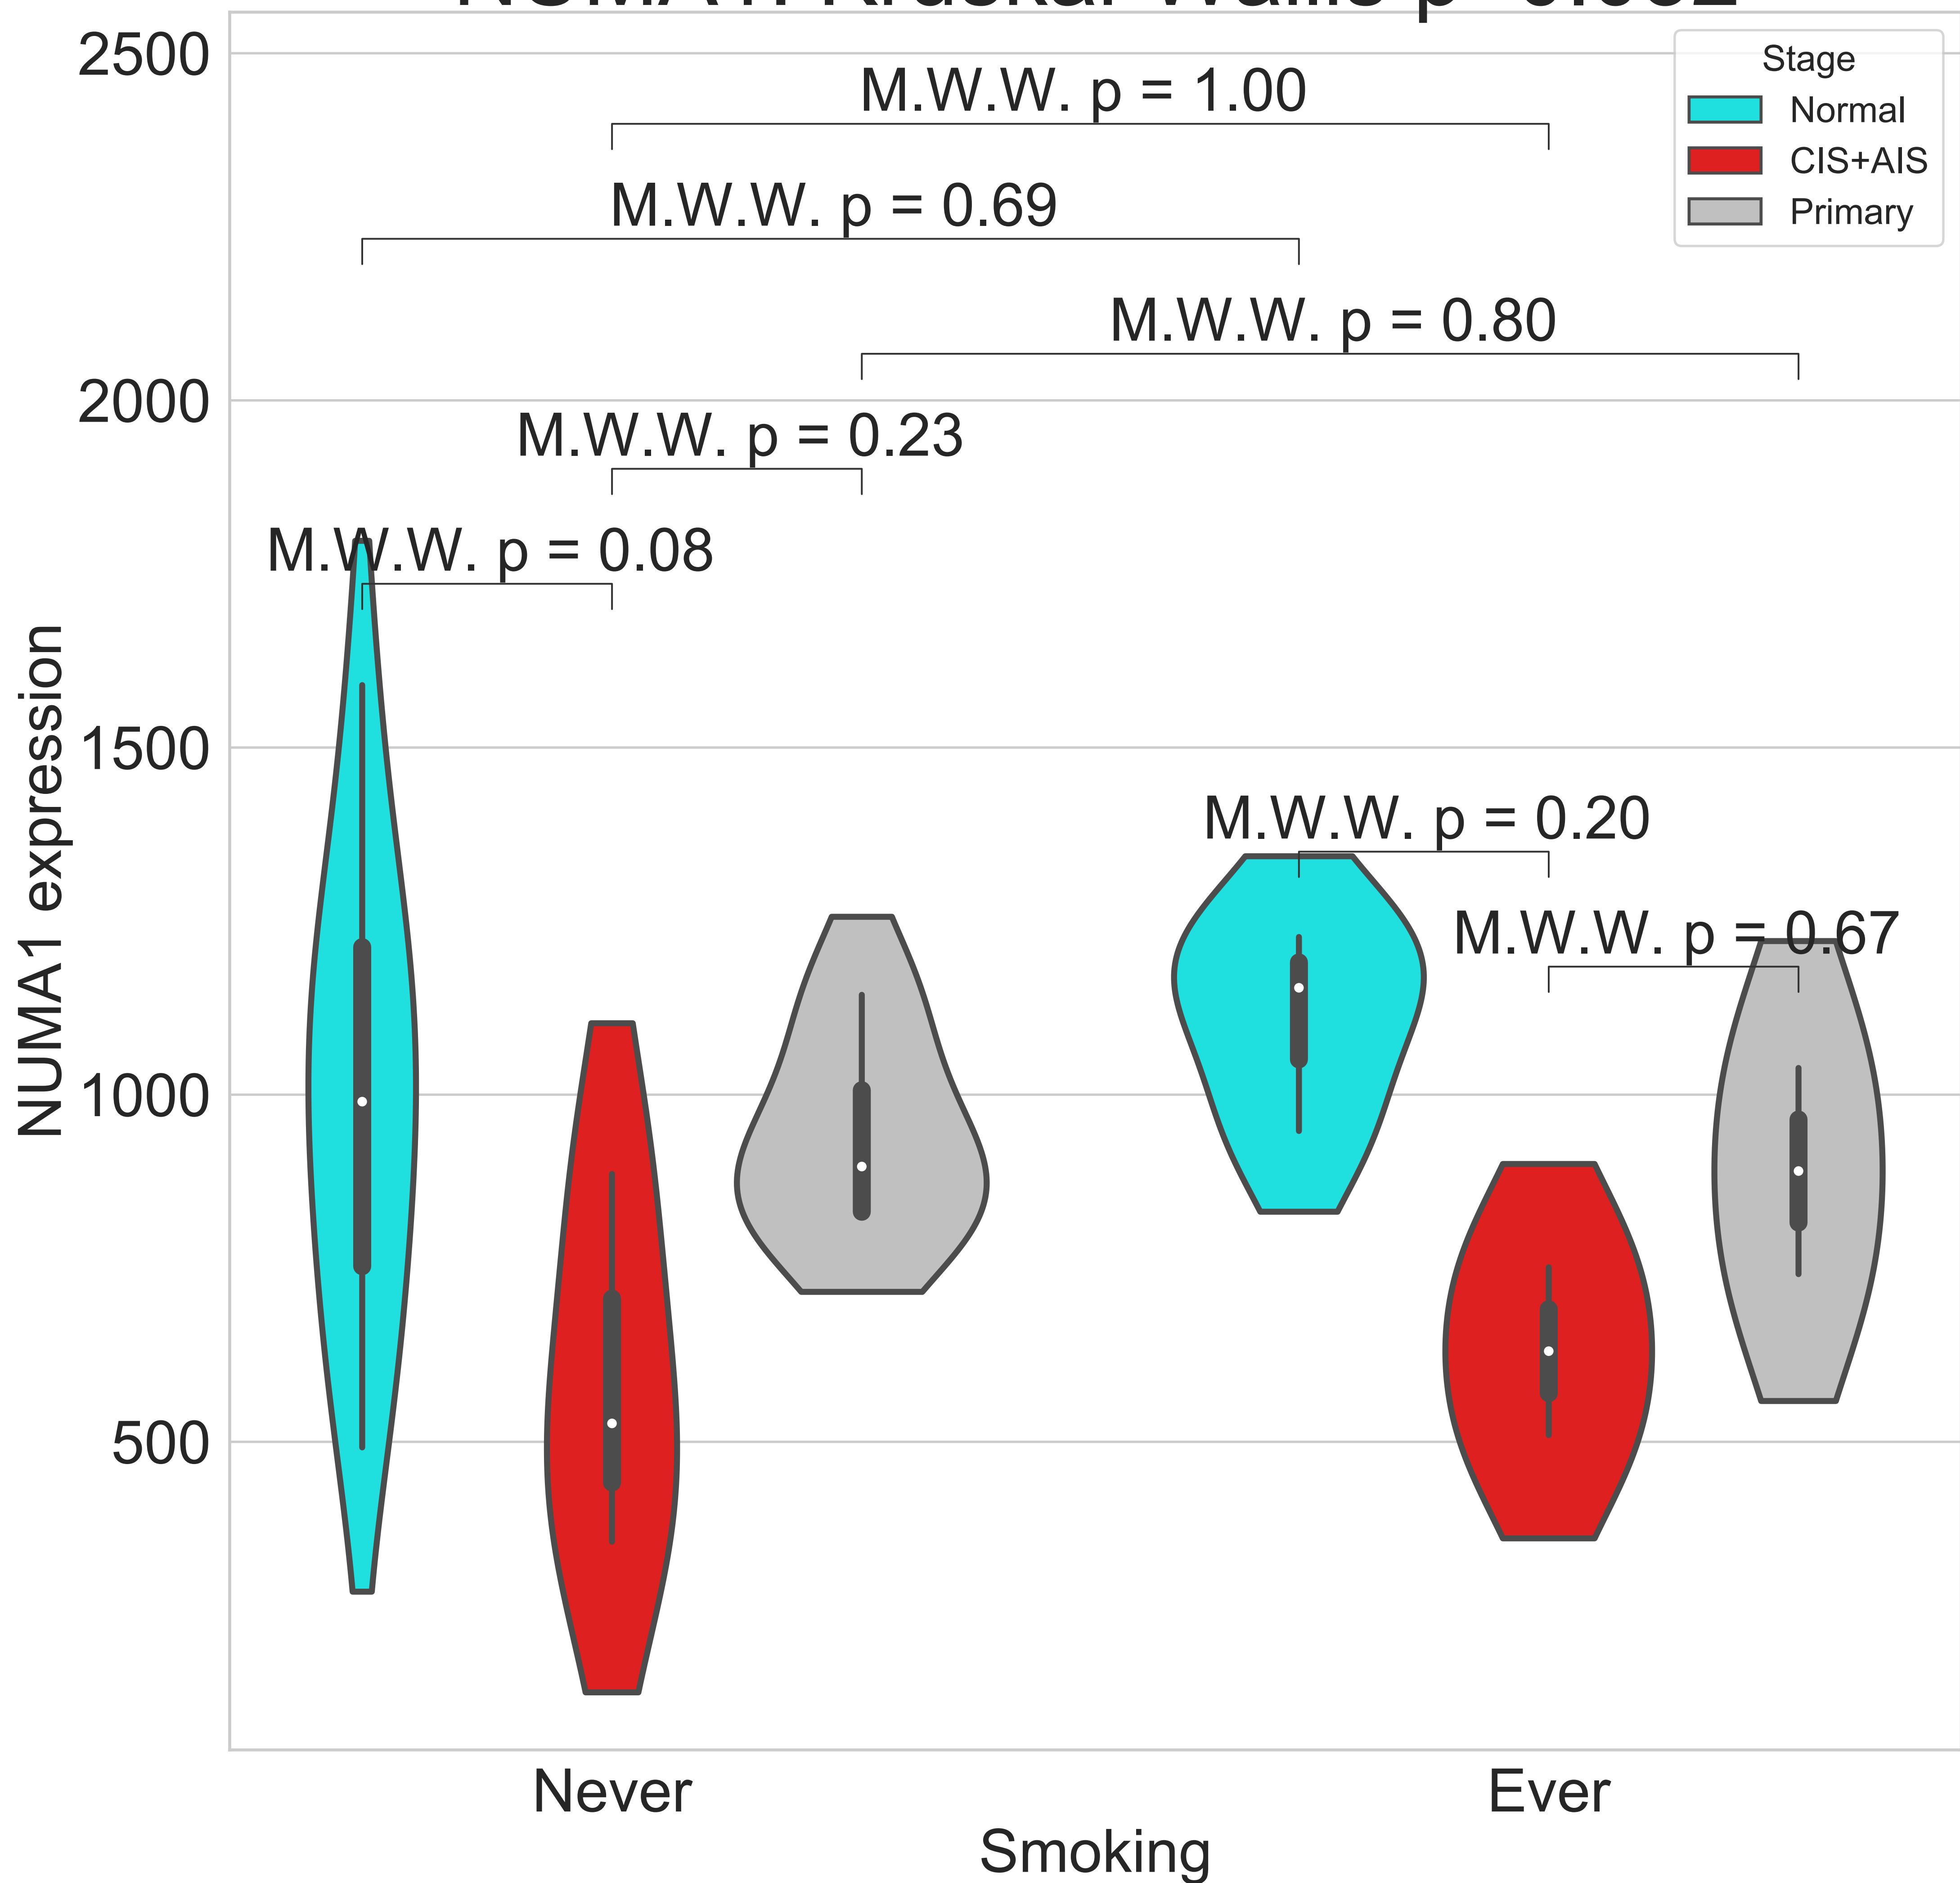 2500
2000
1500
1000
500
NUMA1 expression
M.W.W. p = 1.00
M.W.W. p = 0.69
M.W.W. p = 0.80
M.W.W. p = 0.23
M.W.W. p = 0.08
M.W.W. p = 0.20
M.W.W. p = 0.67
Stage
Normal
CIS+AIS
Primary
Never
Ever
Smoking